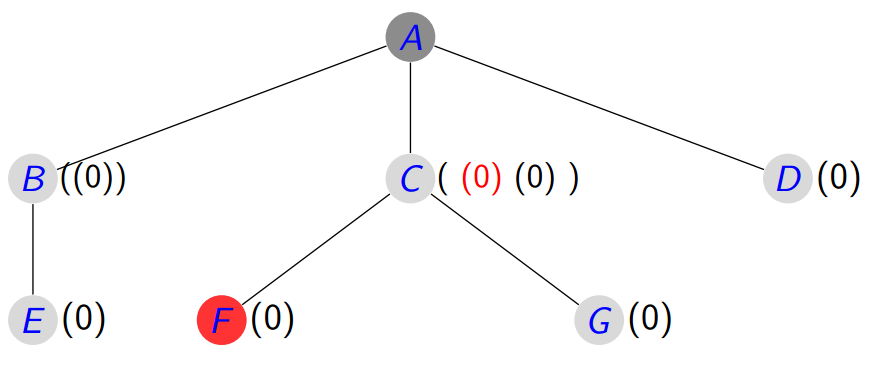 A
B ((0)) C ( (0) (0) ) D (0)
E (0) F (0) G (0)